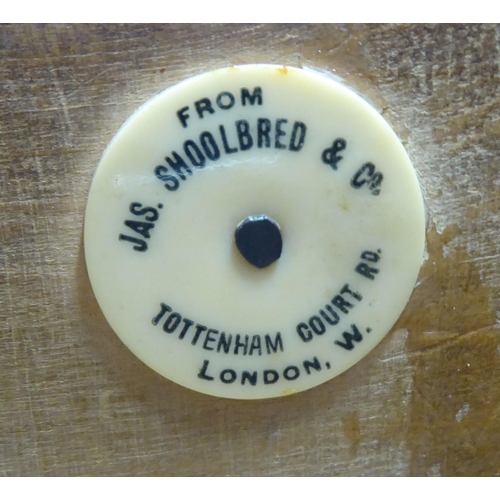 FROM
JAS. SHOOLBRED & CO.
TOTTENHAM COURT RD.
LONDON, W.